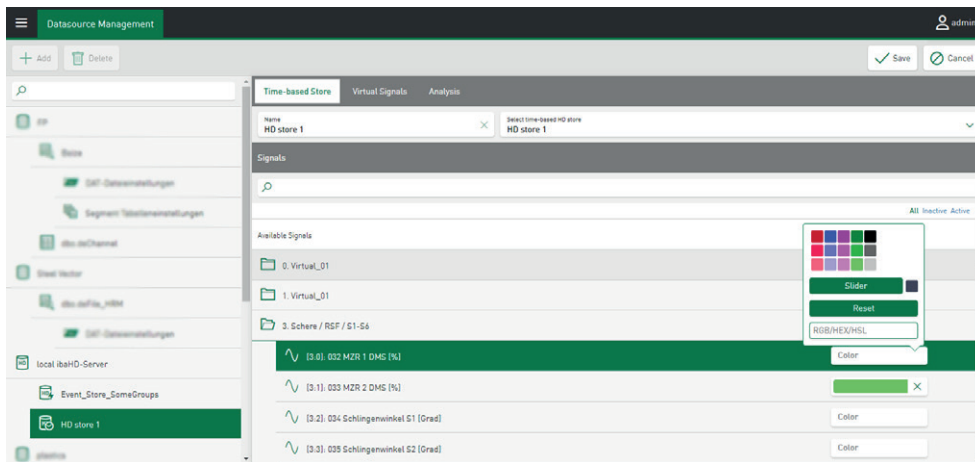 Datasource Management
admin
Add
Delete
Save
Cancel
Time-based Store
Virtual Signals
Analysis
Name
HD store 1
Select time-based HD store
HD store 1
Signals
DAT-Dateieinstellungen
Segment Tabelleneinstellungen
All Inactive Active
Available Signals
dbo.daChannel
0. Virtual_01
Steel Vector
Slider
1. Virtual_01
dbo.daFile_HRM
Reset
3. Schere / RSF / S1-S6
RGB/HEX/HSL
DAT-Dateieinstellungen
[3.0]: 032 MZR 1 DMS [%]
Color
local ibaHD-Server
[3:1]: 033 MZR 2 DMS [%]
Event_Store_SomeGroups
[3.2]: 034 Schlingenwinkel S1 [Grad]
Color
HD store 1
[3.3]: 035 Schlingenwinkel S2 [Grad]
Color